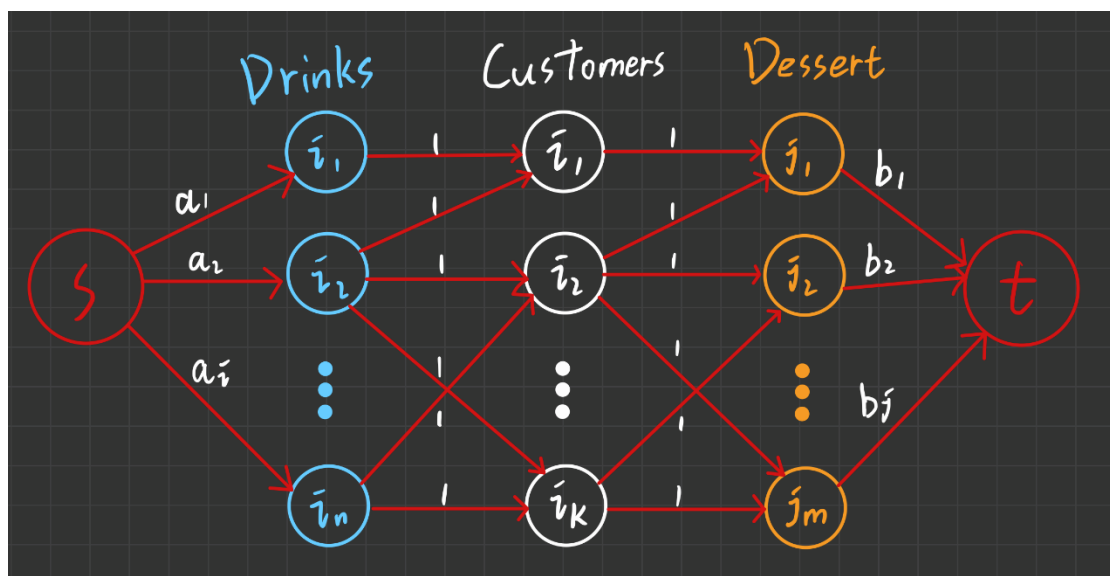 Drinks Customers Dessert
i₁ 1 i₁ 1 j₁
a₁ 1 1 b₁
s a₂ i₂ 1 i₂ 1 j₂ b₂ t
aᵢ 1 1 bⱼ
1 1
iₙ 1 iₖ 1 jₘ